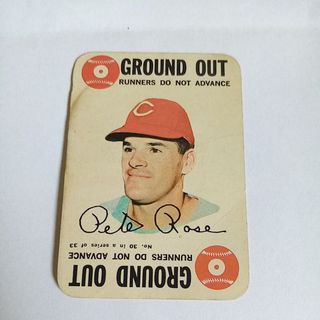 GROUND OUT
RUNNERS DO NOT ADVANCE
C
Pete Rose
No. 30 in a series of 33
RUNNERS DO NOT ADVANCE
GROUND OUT